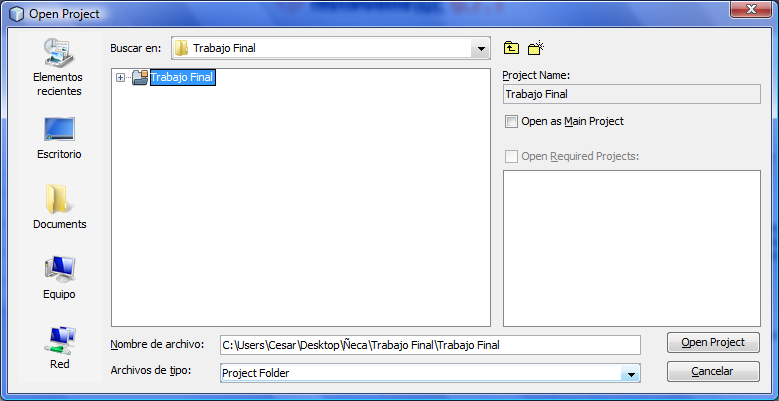 Open Project
Buscar en:
Trabajo Final
Elementos
recientes
Escritorio
Documents
Equipo
Red
Trabajo Final
Project Name:
Trabajo Final
Open as Main Project
Open Required Projects:
Nombre de archivo:
C:\Users\Cesar\Desktop\Ñeca\Trabajo Final\Trabajo Final
Open Project
Archivos de tipo:
Project Folder
Cancelar